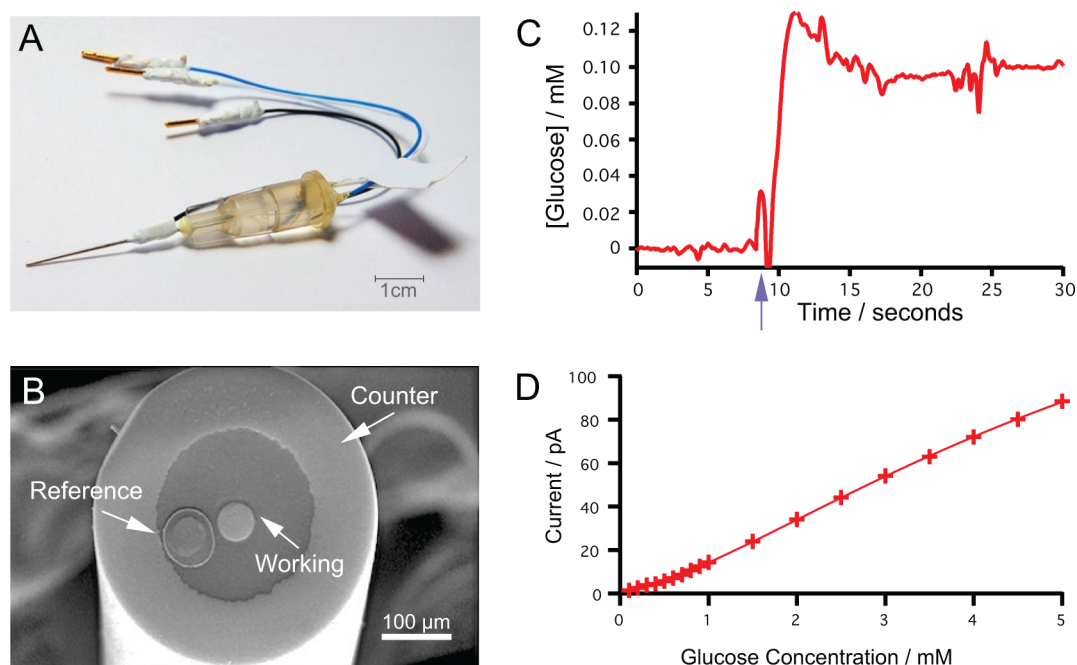 A
1cm
B
Counter
Reference
Working
100 µm
C
[Glucose] / mM
0.12
0.10
0.08
0.06
0.04
0.02
0
0 5 10 15 20 25 30
Time / seconds
D
Current / pA
100
80
60
40
20
0
0 1 2 3 4 5
Glucose Concentration / mM